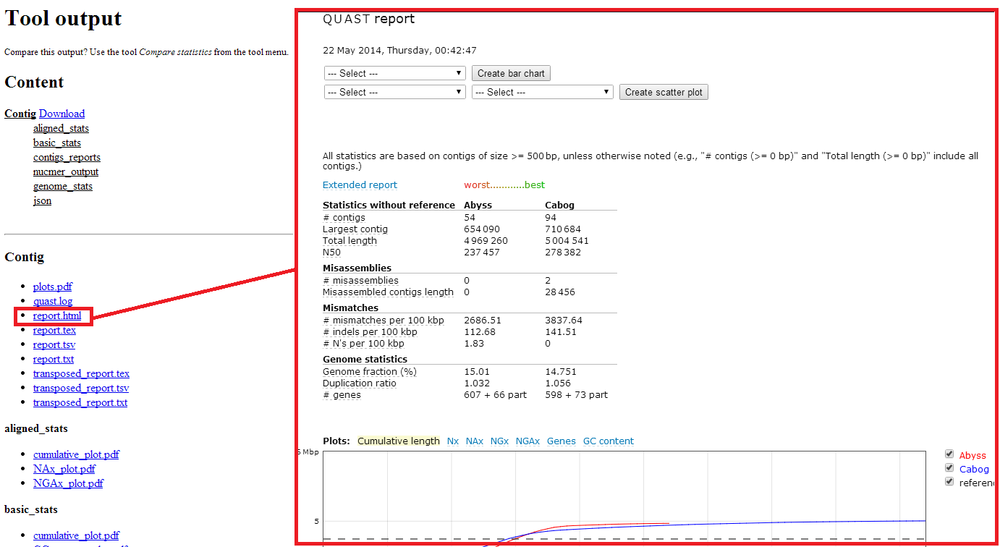 Tool output
Compare this output? Use the tool Compare statistics from the tool menu.
Content
Contig Download
aligned_stats
basic_stats
contigs_reports
nucmer_output
genome_stats
json
Contig
plots.pdf
quast.log
report.html
report.tex
report.tsv
report.txt
transposed_report.tex
transposed_report.tsv
transposed_report.txt
aligned_stats
cumulative_plot.pdf
NAx_plot.pdf
NGAx_plot.pdf
basic_stats
cumulative_plot.pdf
QUAST report
22 May 2014, Thursday, 00:42:47
--- Select --- Create bar chart
--- Select --- --- Select --- Create scatter plot
All statistics are based on contigs of size >= 500 bp, unless otherwise noted (e.g., "# contigs (>= 0 bp)" and "Total length (>= 0 bp)" include all
contigs.)
Extended report worst............best
Statistics without reference Abyss Cabog
# contigs 54 94
Largest contig 654 090 710 684
Total length 4 969 260 5 004 541
N50 237 457 278 382
Misassemblies
# misassemblies 0 2
Misassembled contigs length 0 28 456
Mismatches
# mismatches per 100 kbp 2686.51 3837.64
# indels per 100 kbp 112.68 141.51
# N's per 100 kbp 1.83 0
Genome statistics
Genome fraction (%) 15.01 14.751
Duplication ratio 1.032 1.056
# genes 607 + 66 part 598 + 73 part
Plots: Cumulative length Nx NAx NGx NGAx Genes GC content
Mbp
Abyss
Cabog
referen
5